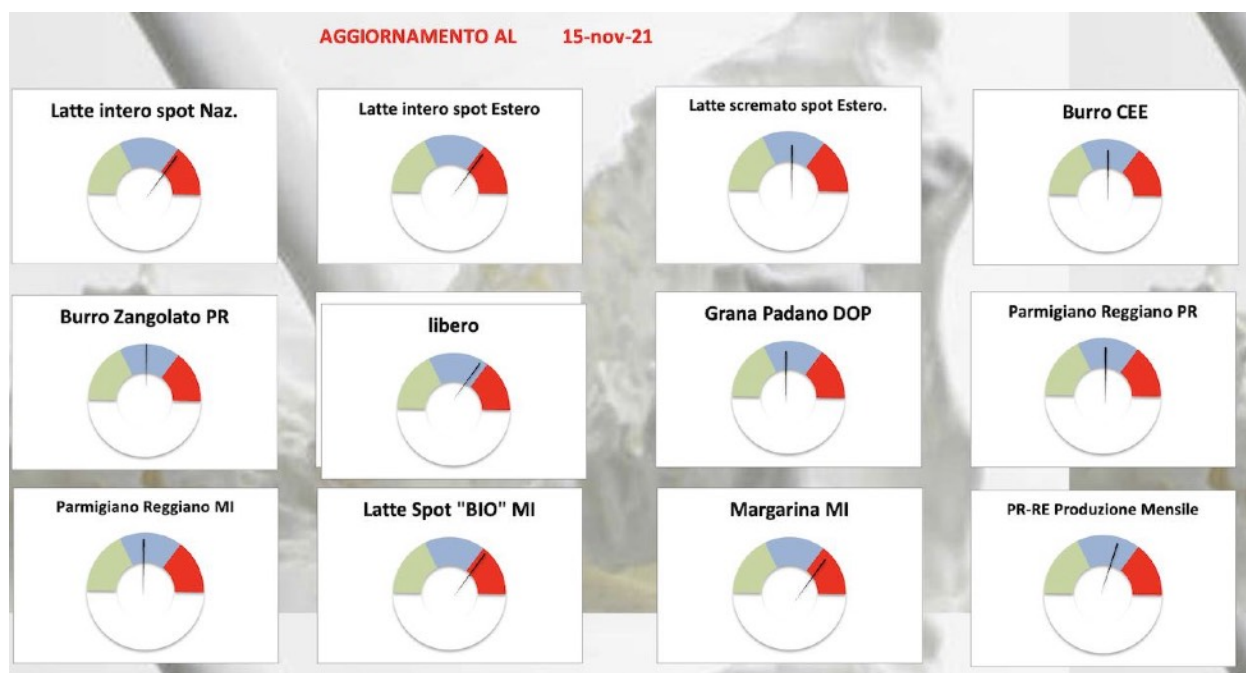 AGGIORNAMENTO AL 15-nov-21
Latte intero spot Naz.
Latte intero spot Estero
Latte scremato spot Estero.
Burro CEE
Burro Zangolato PR
libero
Grana Padano DOP
Parmigiano Reggiano PR
Parmigiano Reggiano MI
Latte Spot "BIO" MI
Margarina MI
PR-RE Produzione Mensile